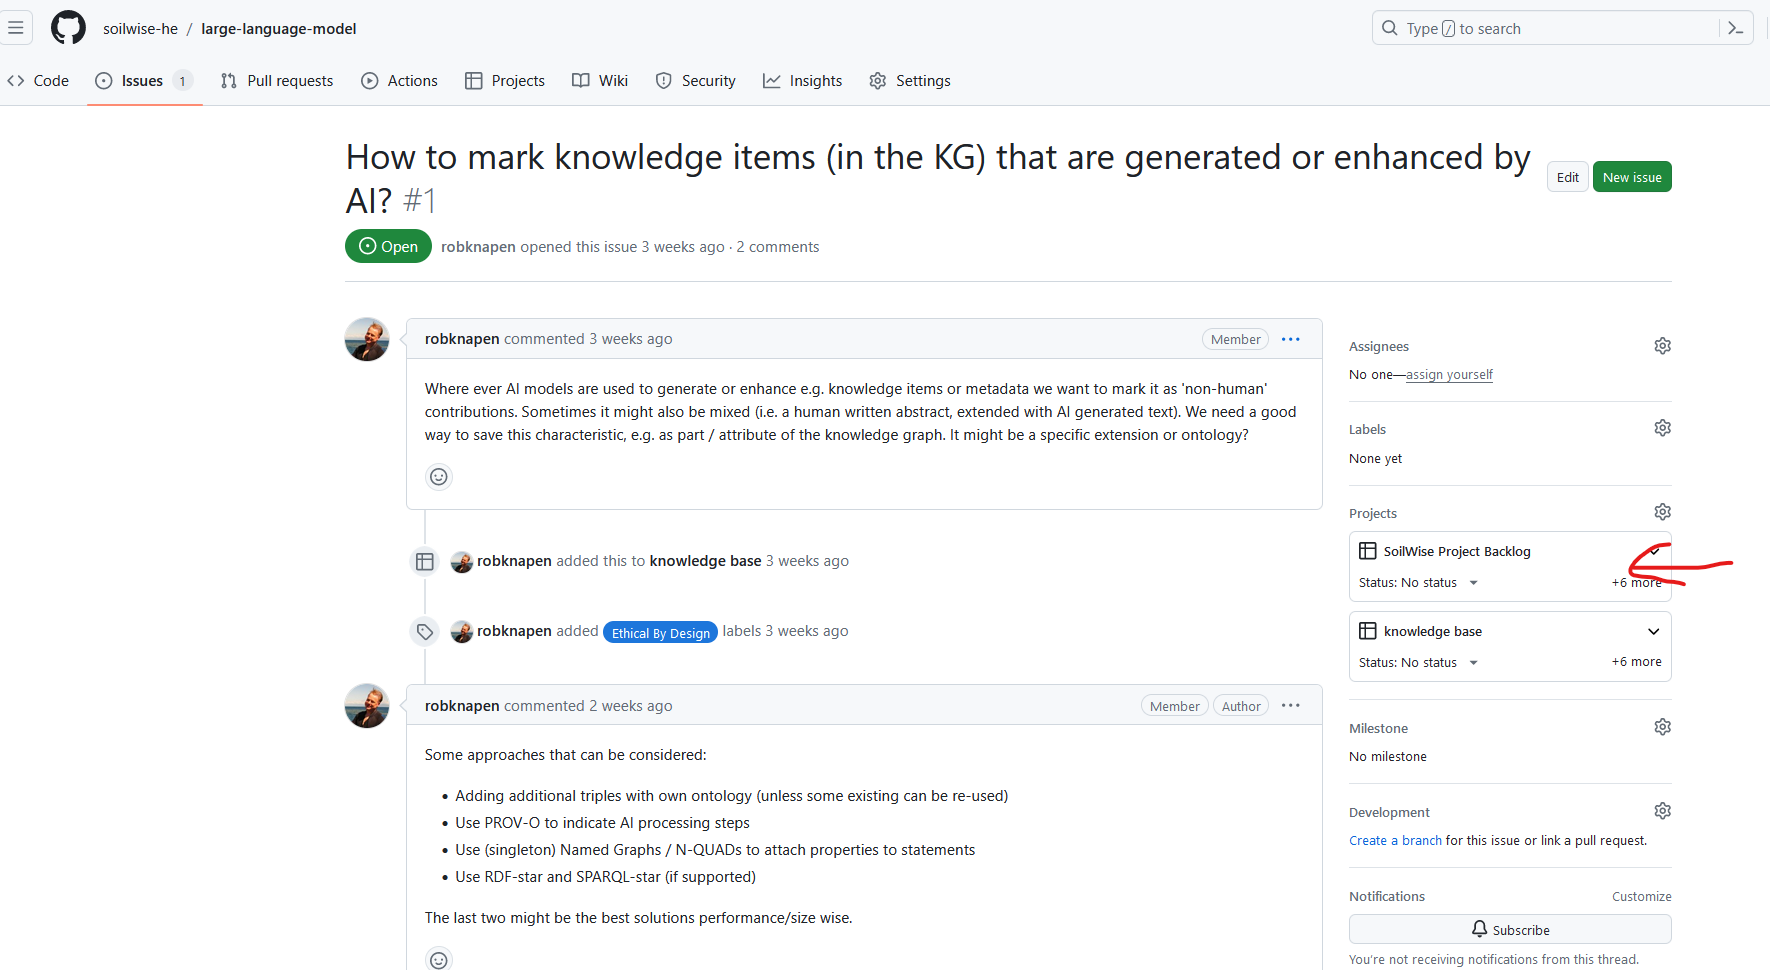 soilwise-he / large-language-model
Type / to search
Code
Issues 1
Pull requests
Actions
Projects
Wiki
Security
Insights
Settings
How to mark knowledge items (in the KG) that are generated or enhanced by
AI? #1
Edit
New issue
Open
robknapen opened this issue 3 weeks ago · 2 comments
robknapen commented 3 weeks ago
Member
Where ever AI models are used to generate or enhance e.g. knowledge items or metadata we want to mark it as 'non-human'
contributions. Sometimes it might also be mixed (i.e. a human written abstract, extended with AI generated text). We need a good
way to save this characteristic, e.g. as part / attribute of the knowledge graph. It might be a specific extension or ontology?
robknapen added this to knowledge base 3 weeks ago
robknapen added Ethical By Design labels 3 weeks ago
robknapen commented 2 weeks ago
Member
Author
Some approaches that can be considered:
• Adding additional triples with own ontology (unless some existing can be re-used)
• Use PROV-O to indicate AI processing steps
• Use (singleton) Named Graphs / N-QUADs to attach properties to statements
• Use RDF-star and SPARQL-star (if supported)
The last two might be the best solutions performance/size wise.
Assignees
No one—assign yourself
Labels
None yet
Projects
SoilWise Project Backlog
Status: No status
+6 more
knowledge base
Status: No status
+6 more
Milestone
No milestone
Development
Create a branch for this issue or link a pull request.
Notifications
Customize
Subscribe
You're not receiving notifications from this thread.